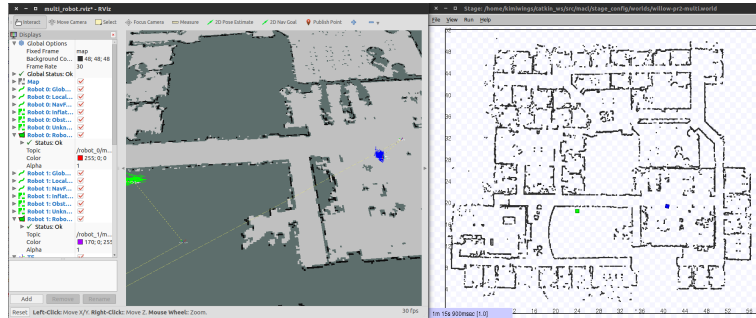 multi_robot.rviz* - RViz
Interact Move Camera Select Focus Camera Measure 2D Pose Estimate 2D Nav Goal Publish Point
Displays
Global Options
Fixed Frame map
Background Co... 48; 48; 48
Frame Rate 30
Global Status: Ok
Map
Robot 0: Glob...
Robot 0: Local...
Robot 0: NavF...
Robot 0: Inflat...
Robot 0: Obst...
Robot 0: Unkn...
Robot 0: Robo...
Status: Ok
Topic /robot_0/m...
Color 255; 0; 0
Alpha 1
Robot 1: Glob...
Robot 1: Local...
Robot 1: NavF...
Robot 1: Inflat...
Robot 1: Obst...
Robot 1: Unkn...
Robot 1: Robo...
Status: Ok
Topic /robot_1/m...
Color 170; 0; 255
Alpha 1
Add Remove Rename
Reset Left-Click: Move X/Y. Right-Click: Move Z. Mouse Wheel: Zoom. 30 fps
Stage: /home/kimiwings/catkin_ws/src/macl/stage_config/worlds/willow-pr2-multi.world
File View Run Help
1m 15s 900msec [1.0]
12 16 20 24 28 32 36 40 44 48 52 56